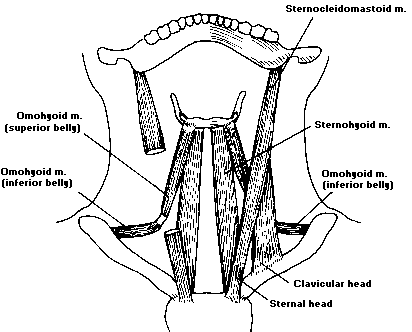 Sternocleidomastoid m.
Omohyoid m.
(superior belly)
Sternohyoid m.
Omohyoid m.
(inferior belly)
Omohyoid m.
(inferior belly)
Clavicular head
Sternal head